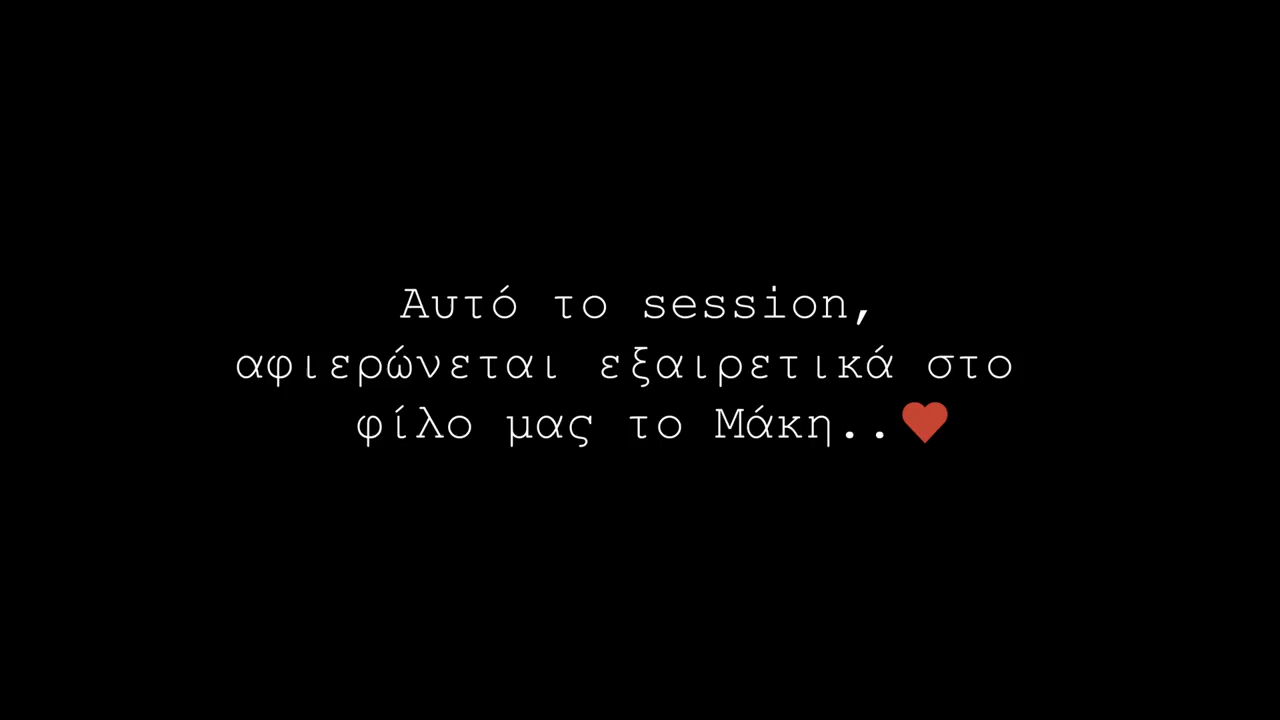 Αυτό το session,
αφιερώνεται εξαιρετικά στο
φίλο μας το Μάκη..❤